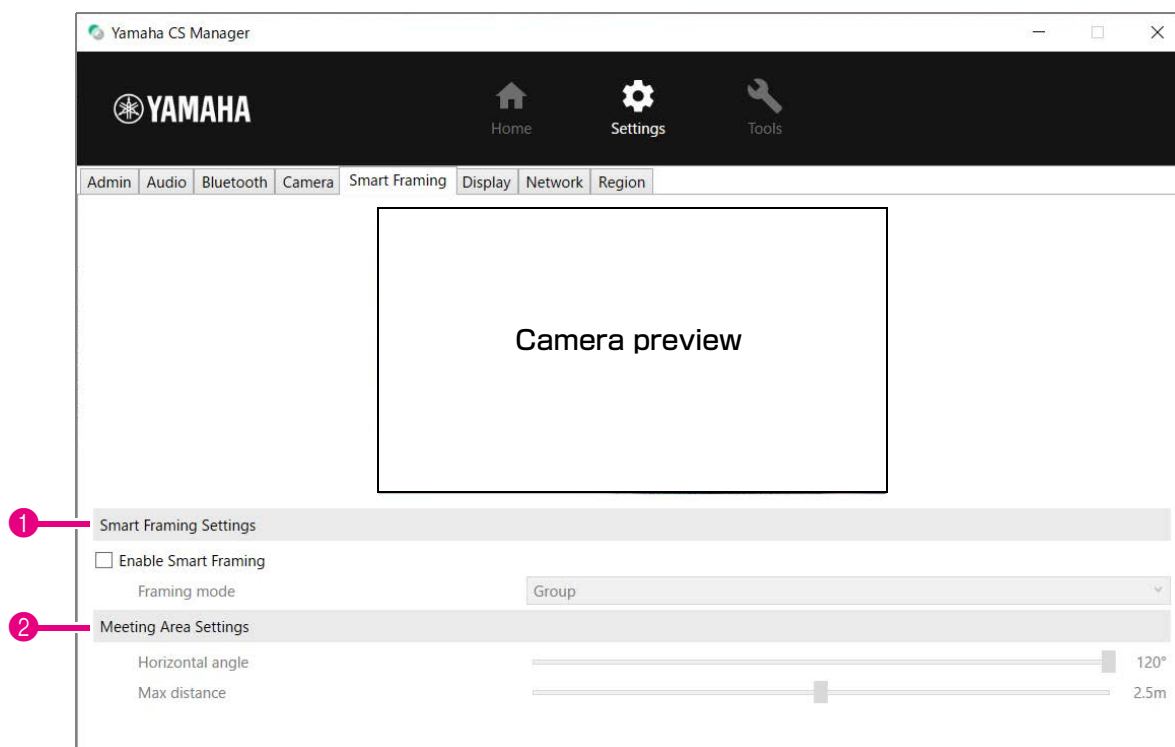 Yamaha CS Manager
YAMAHA
Home Settings Tools
Admin Audio Bluetooth Camera Smart Framing Display Network Region
Camera preview
1 Smart Framing Settings
Enable Smart Framing
Framing mode Group
2 Meeting Area Settings
Horizontal angle 120°
Max distance 2.5m